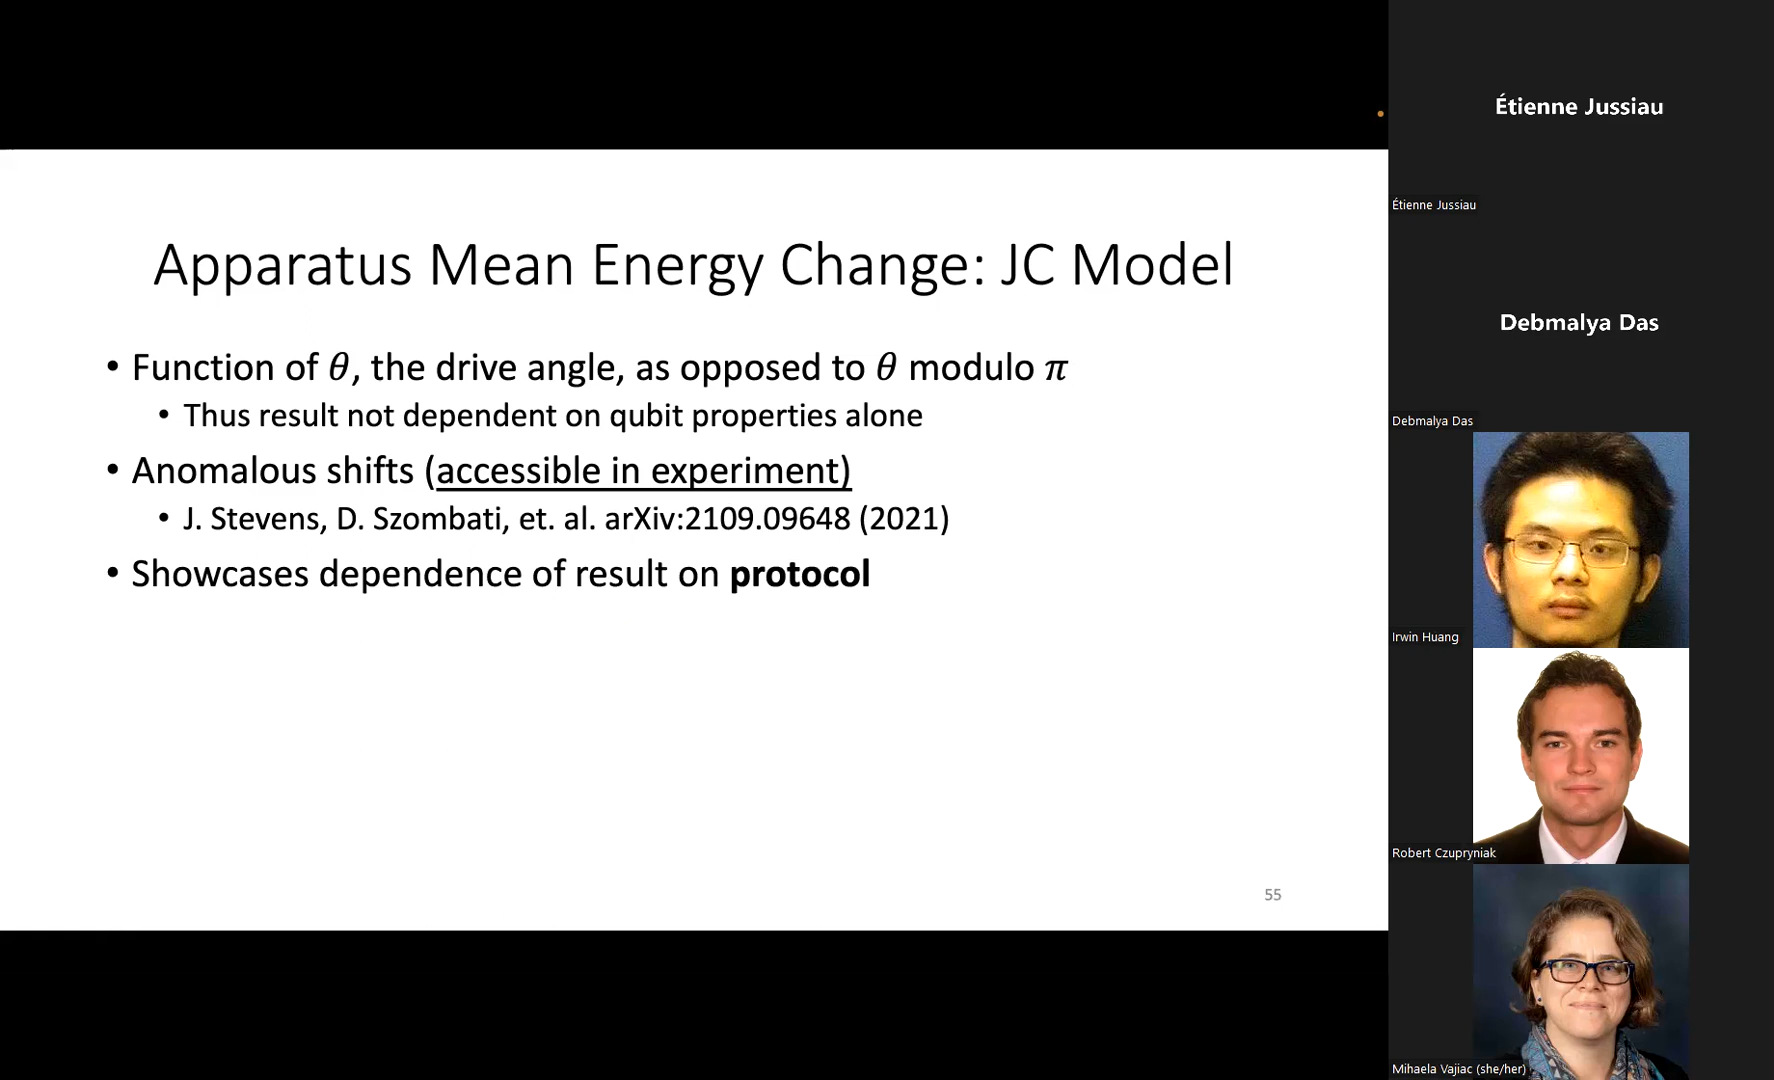 Apparatus Mean Energy Change: JC Model
• Function of θ, the drive angle, as opposed to θ modulo π
• Thus result not dependent on qubit properties alone
• Anomalous shifts (accessible in experiment)
• J. Stevens, D. Szombati, et. al. arXiv:2109.09648 (2021)
• Showcases dependence of result on protocol
55
Étienne Jussiau
Étienne Jussiau
Debmalya Das
Debmalya Das
Irwin Huang
Robert Czupryniak
Mihaela Vajiac (she/her)